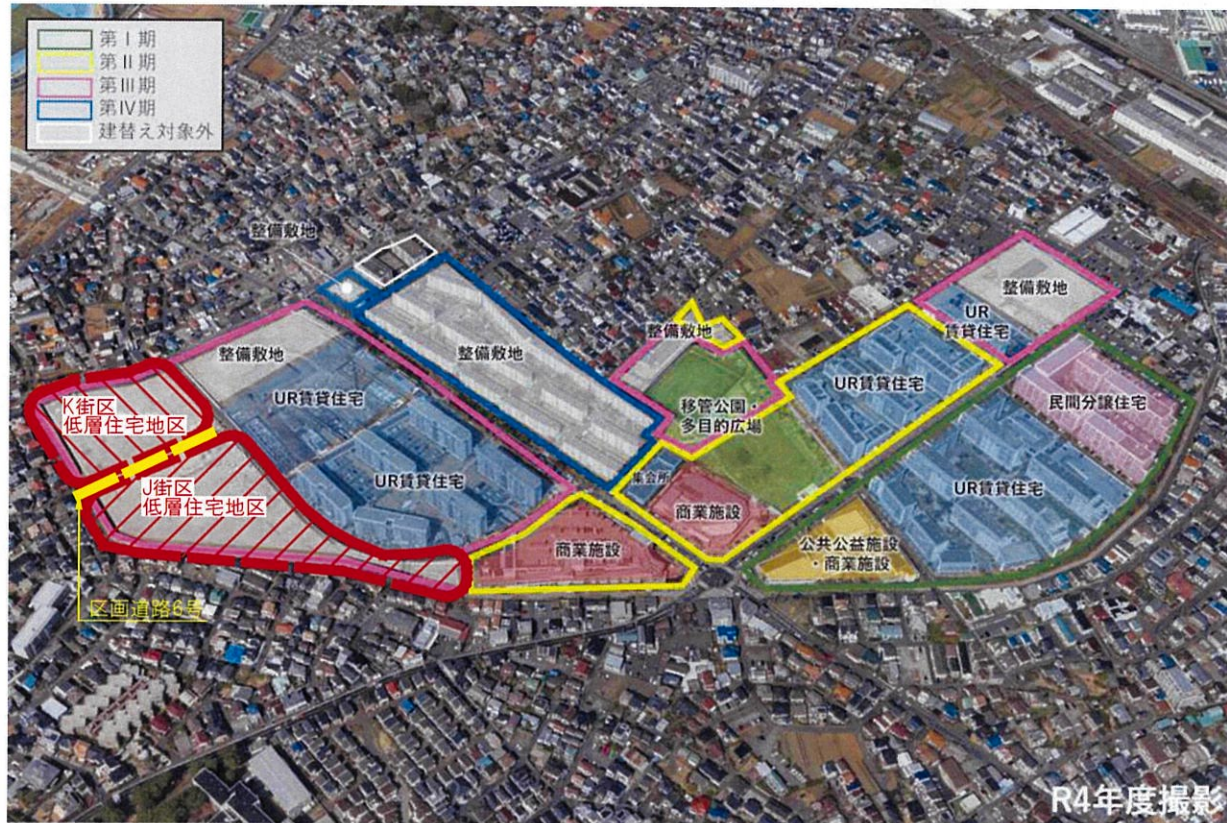 第Ⅰ期
第Ⅱ期
第Ⅲ期
第Ⅳ期
建替え対象外
整備敷地
整備敷地
UR
賃貸住宅
整備敷地
整備敷地
整備敷地
UR賃貸住宅
民間分譲住宅
K街区
低層住宅地区
UR賃貸住宅
移管公園・
多目的広場
J街区
低層住宅地区
UR賃貸住宅
集会所
UR賃貸住宅
商業施設
商業施設
公共公益施設
・商業施設
区画道路6号
R4年度撮影